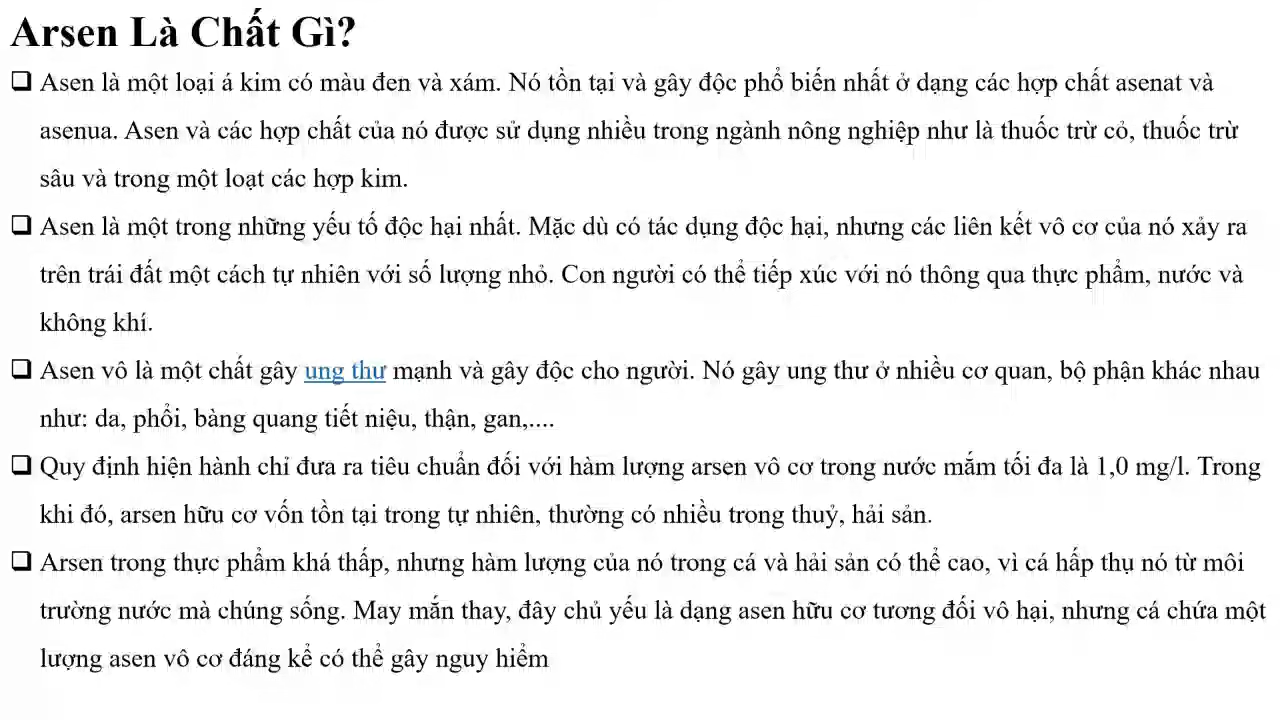 Arsen Là Chất Gì?
❑ Asen là một loại á kim có màu đen và xám. Nó tồn tại và gây độc phổ biến nhất ở dạng các hợp chất asenat và
asenua. Asen và các hợp chất của nó được sử dụng nhiều trong ngành nông nghiệp như là thuốc trừ cỏ, thuốc trừ
sâu và trong một loạt các hợp kim.
❑ Asen là một trong những yếu tố độc hại nhất. Mặc dù có tác dụng độc hại, nhưng các liên kết vô cơ của nó xảy ra
trên trái đất một cách tự nhiên với số lượng nhỏ. Con người có thể tiếp xúc với nó thông qua thực phẩm, nước và
không khí.
❑ Asen vô là một chất gây ung thư mạnh và gây độc cho người. Nó gây ung thư ở nhiều cơ quan, bộ phận khác nhau
như: da, phổi, bàng quang tiết niệu, thận, gan,....
❑ Quy định hiện hành chỉ đưa ra tiêu chuẩn đối với hàm lượng arsen vô cơ trong nước mắm tối đa là 1,0 mg/l. Trong
khi đó, arsen hữu cơ vốn tồn tại trong tự nhiên, thường có nhiều trong thuỷ, hải sản.
❑ Arsen trong thực phẩm khá thấp, nhưng hàm lượng của nó trong cá và hải sản có thể cao, vì cá hấp thụ nó từ môi
trường nước mà chúng sống. May mắn thay, đây chủ yếu là dạng asen hữu cơ tương đối vô hại, nhưng cá chứa một
lượng asen vô cơ đáng kể có thể gây nguy hiểm